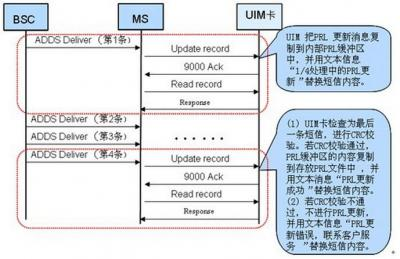 BSC
MS
UIM卡
ADDS Deliver（第1条）
Update record
9000 Ack
Read record
Response
UIM 把PRL 更新消息复
制到内部PRL缓冲区
中，并用文本信息
“1/4处理中的PRL更
新”替换短信内容。
ADDS Deliver（第2条）
ADDS Deliver（第3条）
······
ADDS Deliver（第4条）
Update record
9000 Ack
Read record
Response
(1) UIM卡检查为最后
一条短信，进行CRC校
验。若CRC校验通过，
PRL缓冲区的内容复制
到存放PRL文件中，并
用文本消息“PRL更新
成功”替换短信内容。
(2) 若CRC校验不通
过，不进行PRL更新，
并用文本信息“PRL更
新错误，联系客户服
务 ”替换短信内容。